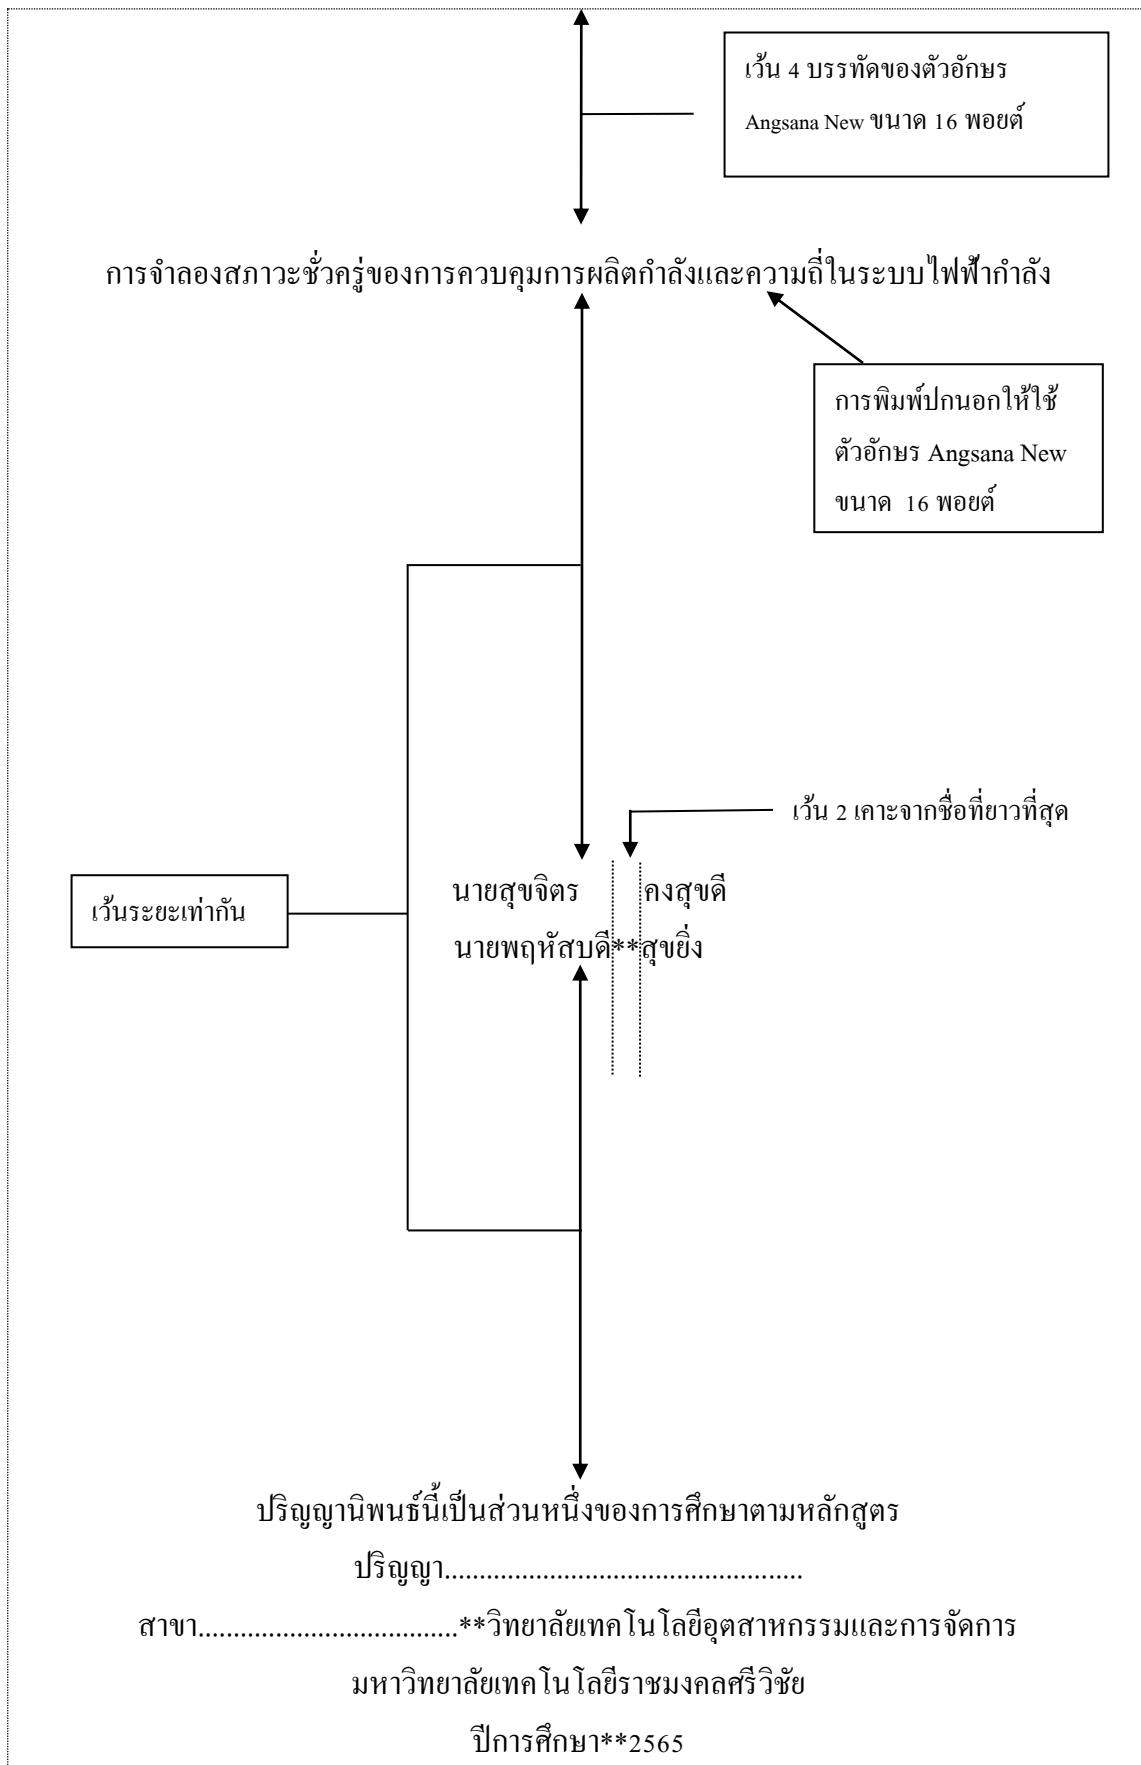 เว้น 4 บรรทัดของตัวอักษร
Angsana New ขนาด 16 พอยต์
การจำลองสภาวะชั่วครู่ของการควบคุมการผลิตกำลังและความถี่ในระบบไฟฟ้ากำลัง
การพิมพ์ปกนอกให้ใช้
ตัวอักษร Angsana New
ขนาด 16 พอยต์
เว้น 2 เคาะจากชื่อที่ยาวที่สุด
นายสุขจิตร คงสุขดี
เว้นระยะเท่ากัน
นายพฤหัสบดี**สุขยิ่ง
ปริญญานิพนธ์นี้เป็นส่วนหนึ่งของการศึกษาตามหลักสูตร
ปริญญา...................................................
สาขา.....................................**วิทยาลัยเทคโนโลยีอุตสาหกรรมและการจัดการ
มหาวิทยาลัยเทคโนโลยีราชมงคลศรีวิชัย
ปีการศึกษา**2565